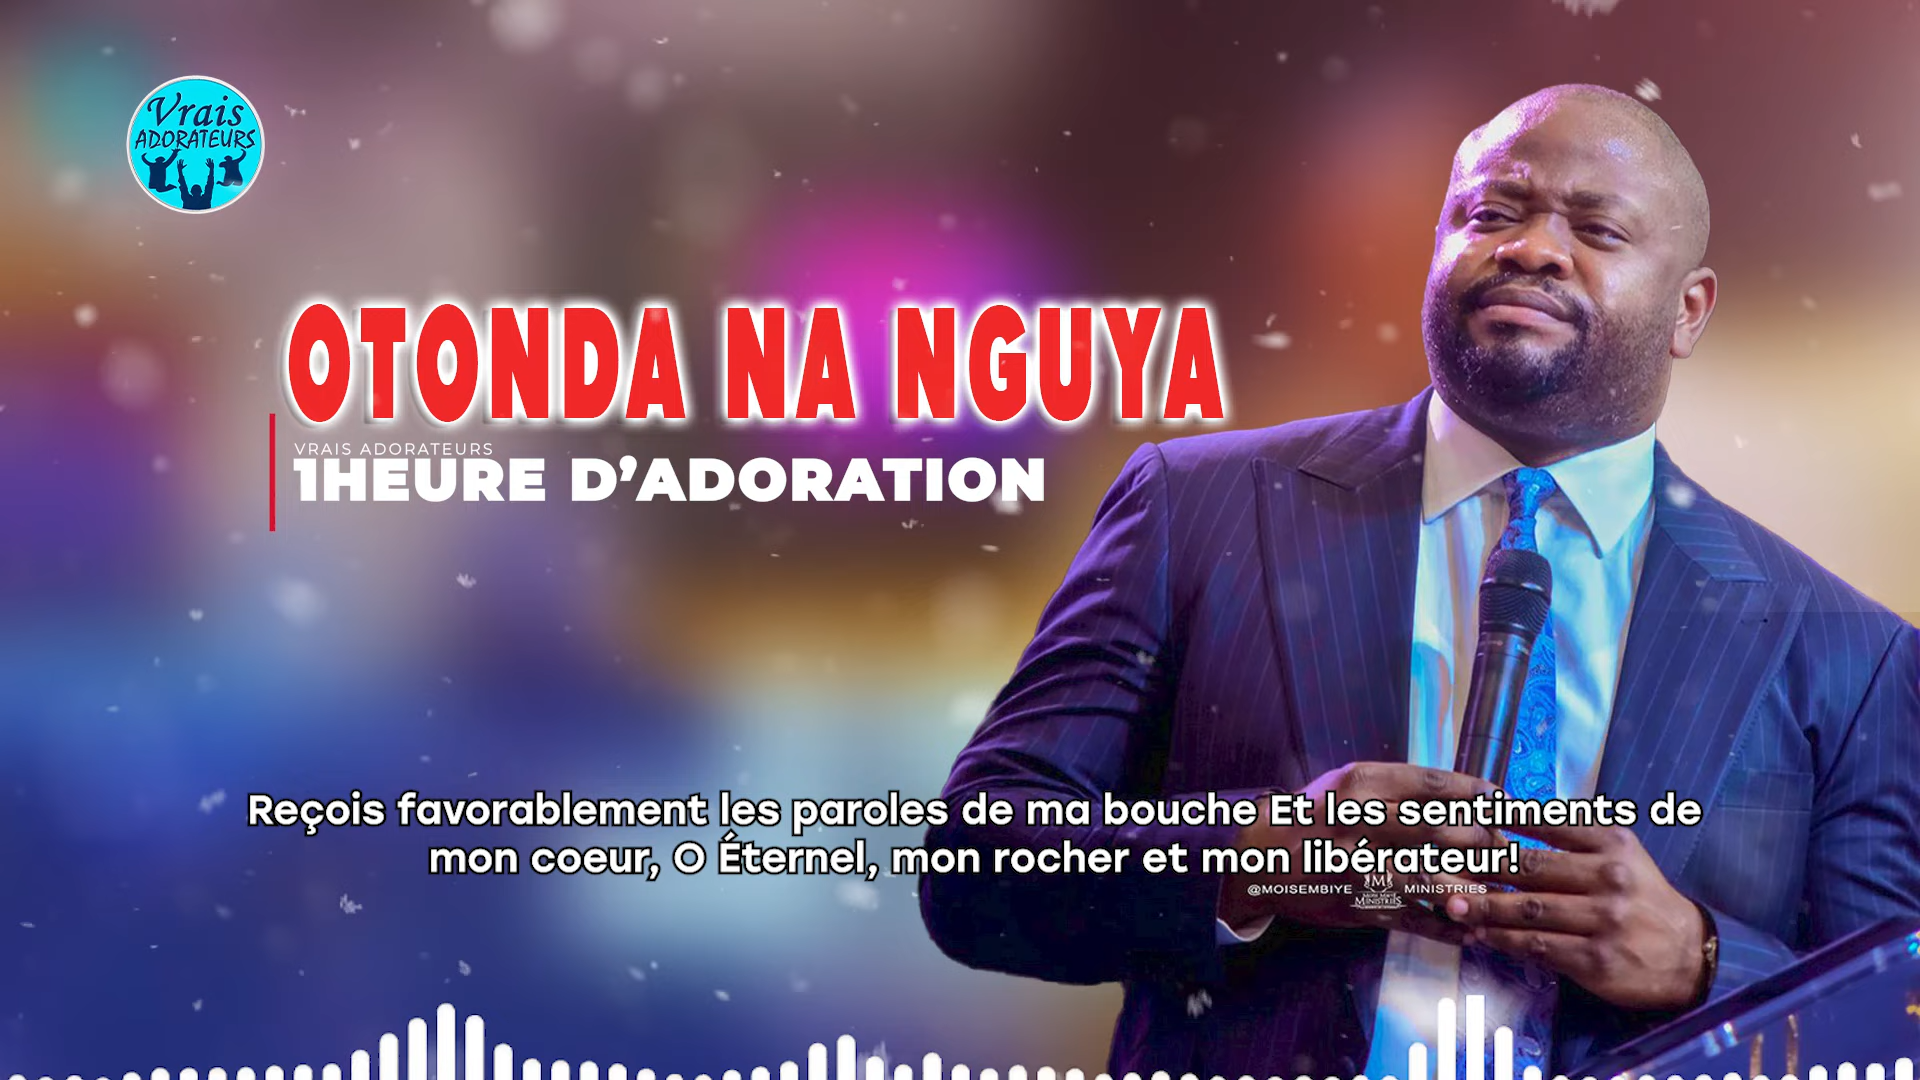 Vrais
ADORATEURS
OTONDA NA NGUYA
VRAIS ADORATEURS
1HEURE D’ADORATION
Reçois favorablement les paroles de ma bouche Et les sentiments de
mon coeur, O Éternel, mon rocher et mon libérateur!
@MOISEMBIYE M MINISTRIES
MINISTRIES